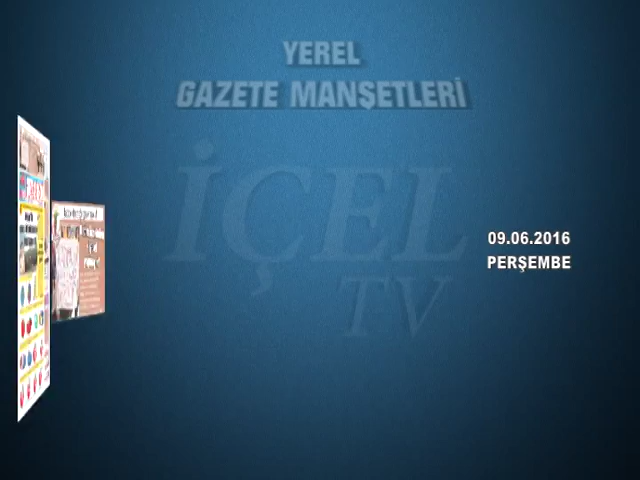 YEREL
GAZETE MANŞETLERİ
İÇEL
TV
09.06.2016
PERŞEMBE